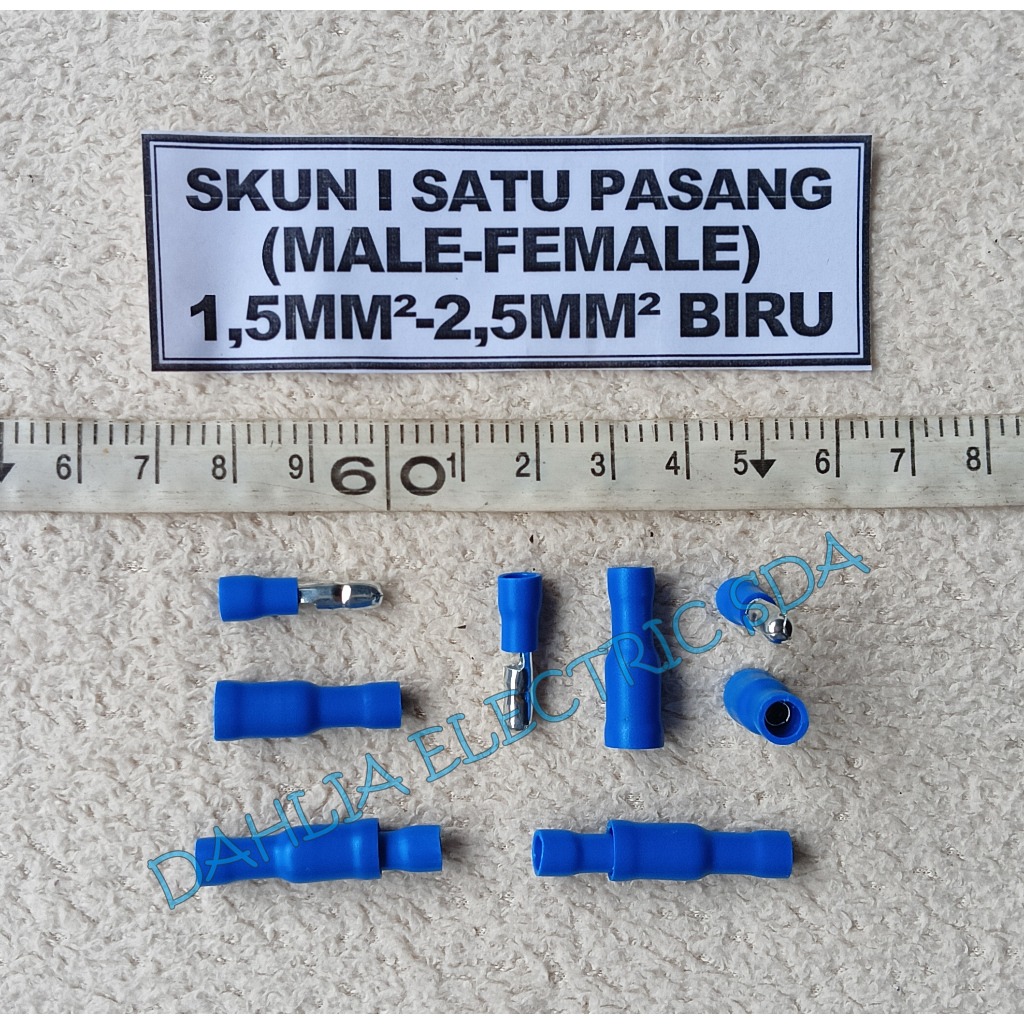 SKUN I SATU PASANG
(MALE-FEMALE)
1,5MM²-2,5MM² BIRU
6 7 8 9 60 1 2 3 4 5 6 7 8
DAHLIA ELECTRIC SDA